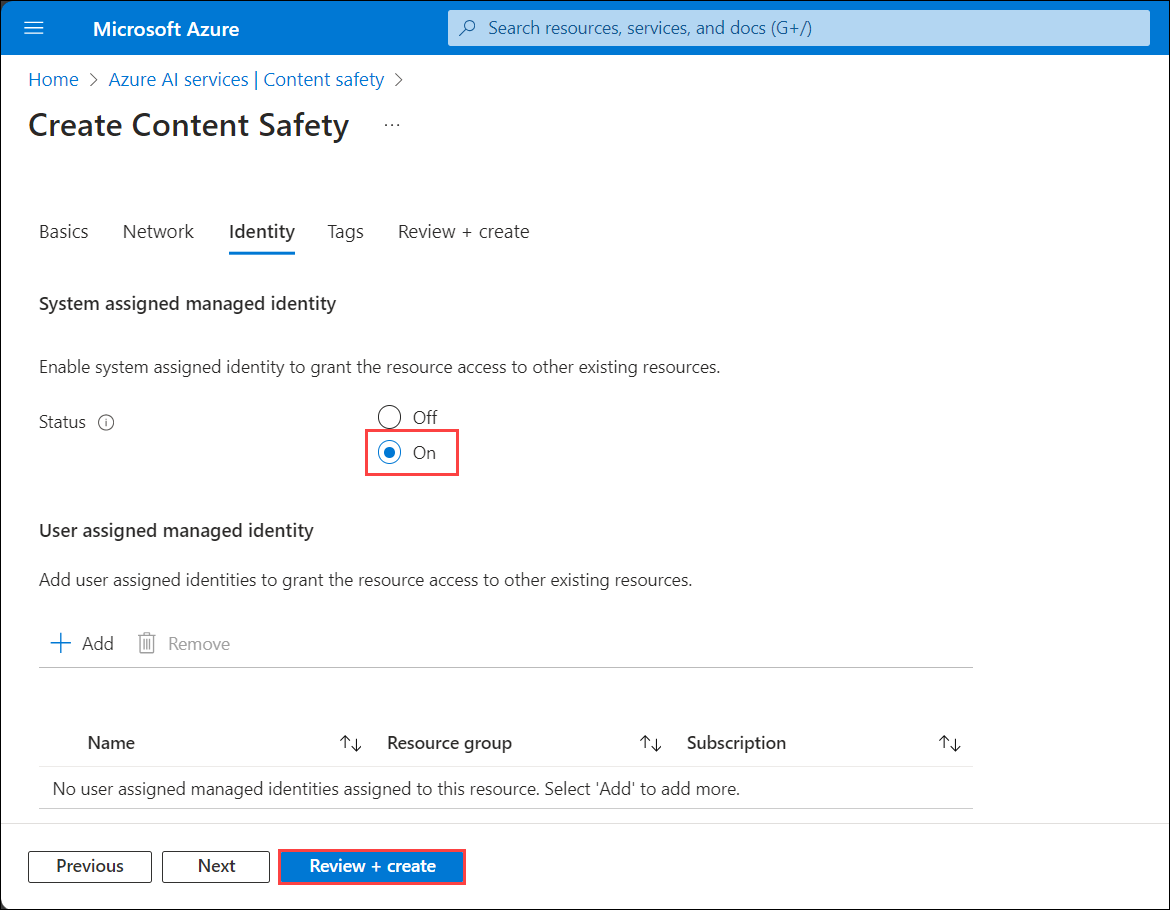 Microsoft Azure
Search resources, services, and docs (G+/)
Home > Azure AI services | Content safety >
Create Content Safety ...
Basics Network Identity Tags Review + create
System assigned managed identity
Enable system assigned identity to grant the resource access to other existing resources.
Status
Off
On
User assigned managed identity
Add user assigned identities to grant the resource access to other existing resources.
Add Remove
Name Resource group Subscription
No user assigned managed identities assigned to this resource. Select 'Add' to add more.
Previous Next Review + create